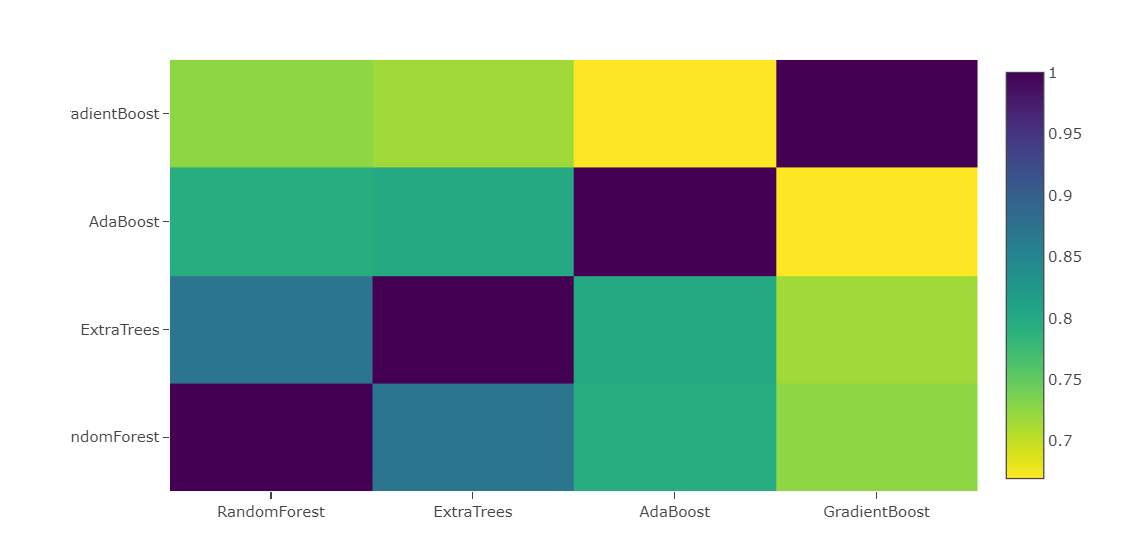 adientBoost
AdaBoost
ExtraTrees
ndomForest
RandomForest ExtraTrees AdaBoost GradientBoost
1
0.95
0.9
0.85
0.8
0.75
0.7